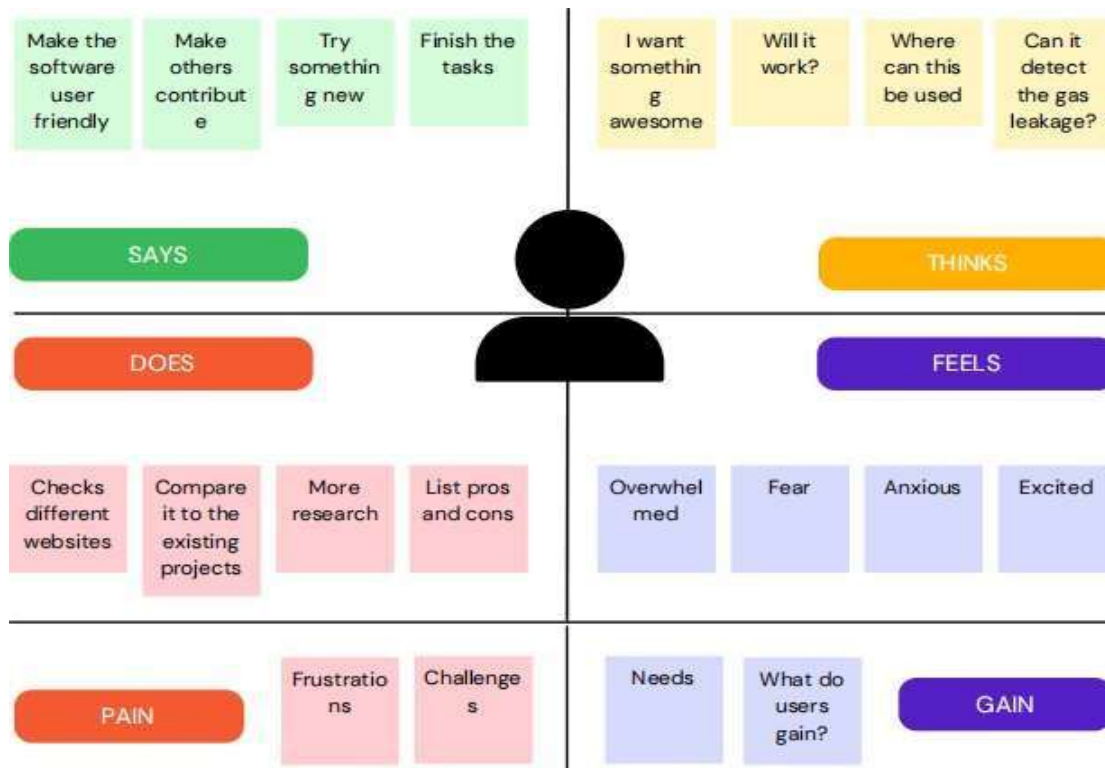 Make the
software
user
friendly
Make
others
contribut
e
Try
somethin
g new
Finish the
tasks
I want
somethin
g
awesome
Will it
work?
Where
can this
be used
Can it
detect
the gas
leakage?
SAYS
THINKS
DOES
FEELS
Checks
different
websites
Compare
it to the
existing
projects
More
research
List pros
and cons
Overwhel
med
Fear
Anxious
Excited
PAIN
Frustratio
ns
Challenge
s
Needs
What do
users
gain?
GAIN